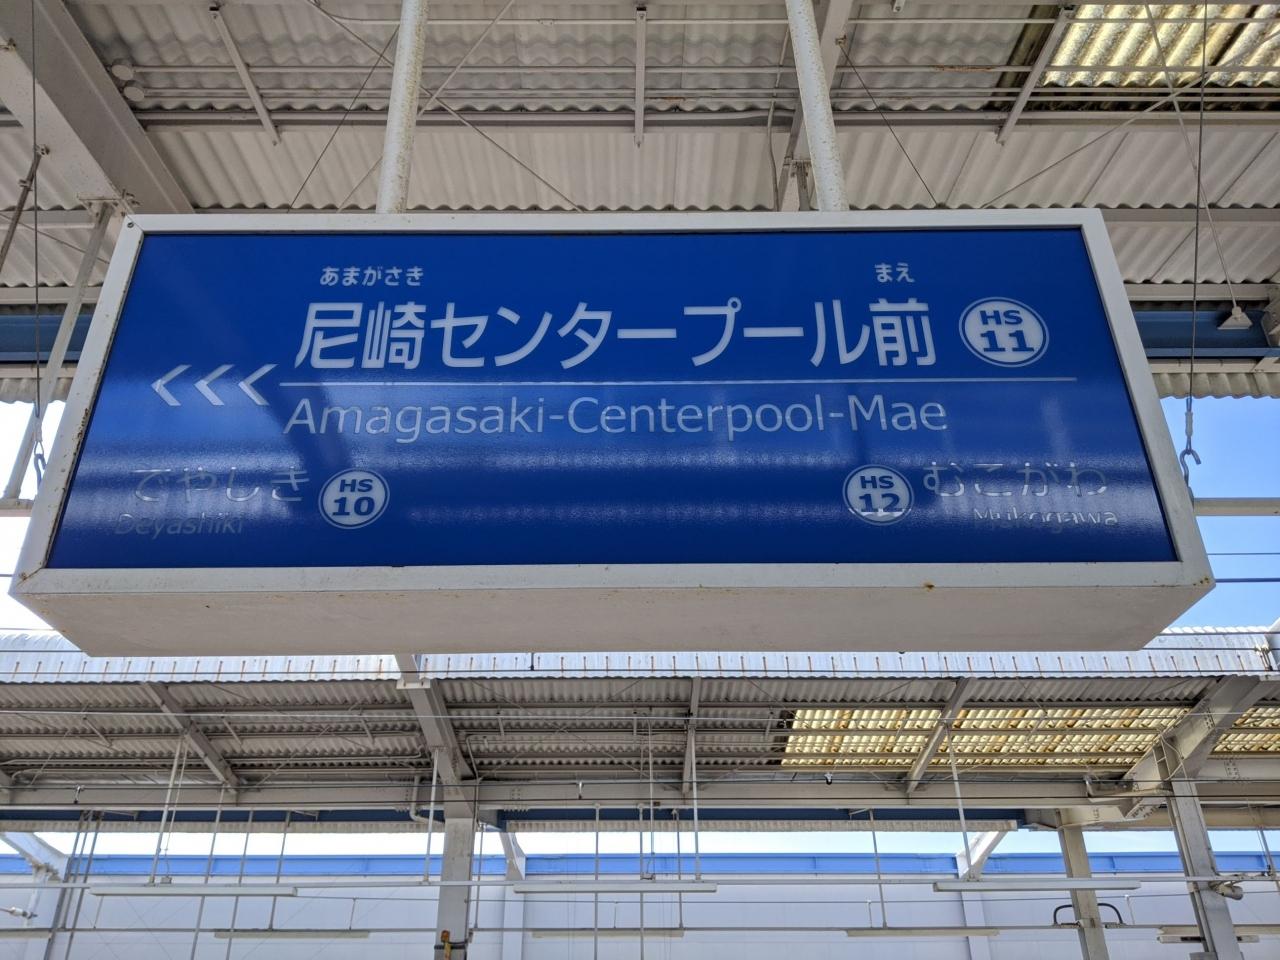 あまがさき まえ
尼崎センタープール前 HS 11
<<<
Amagasaki-Centerpool-Mae
でやしき HS 10 HS 12 むこがわ
Deyashiki Mukogawa